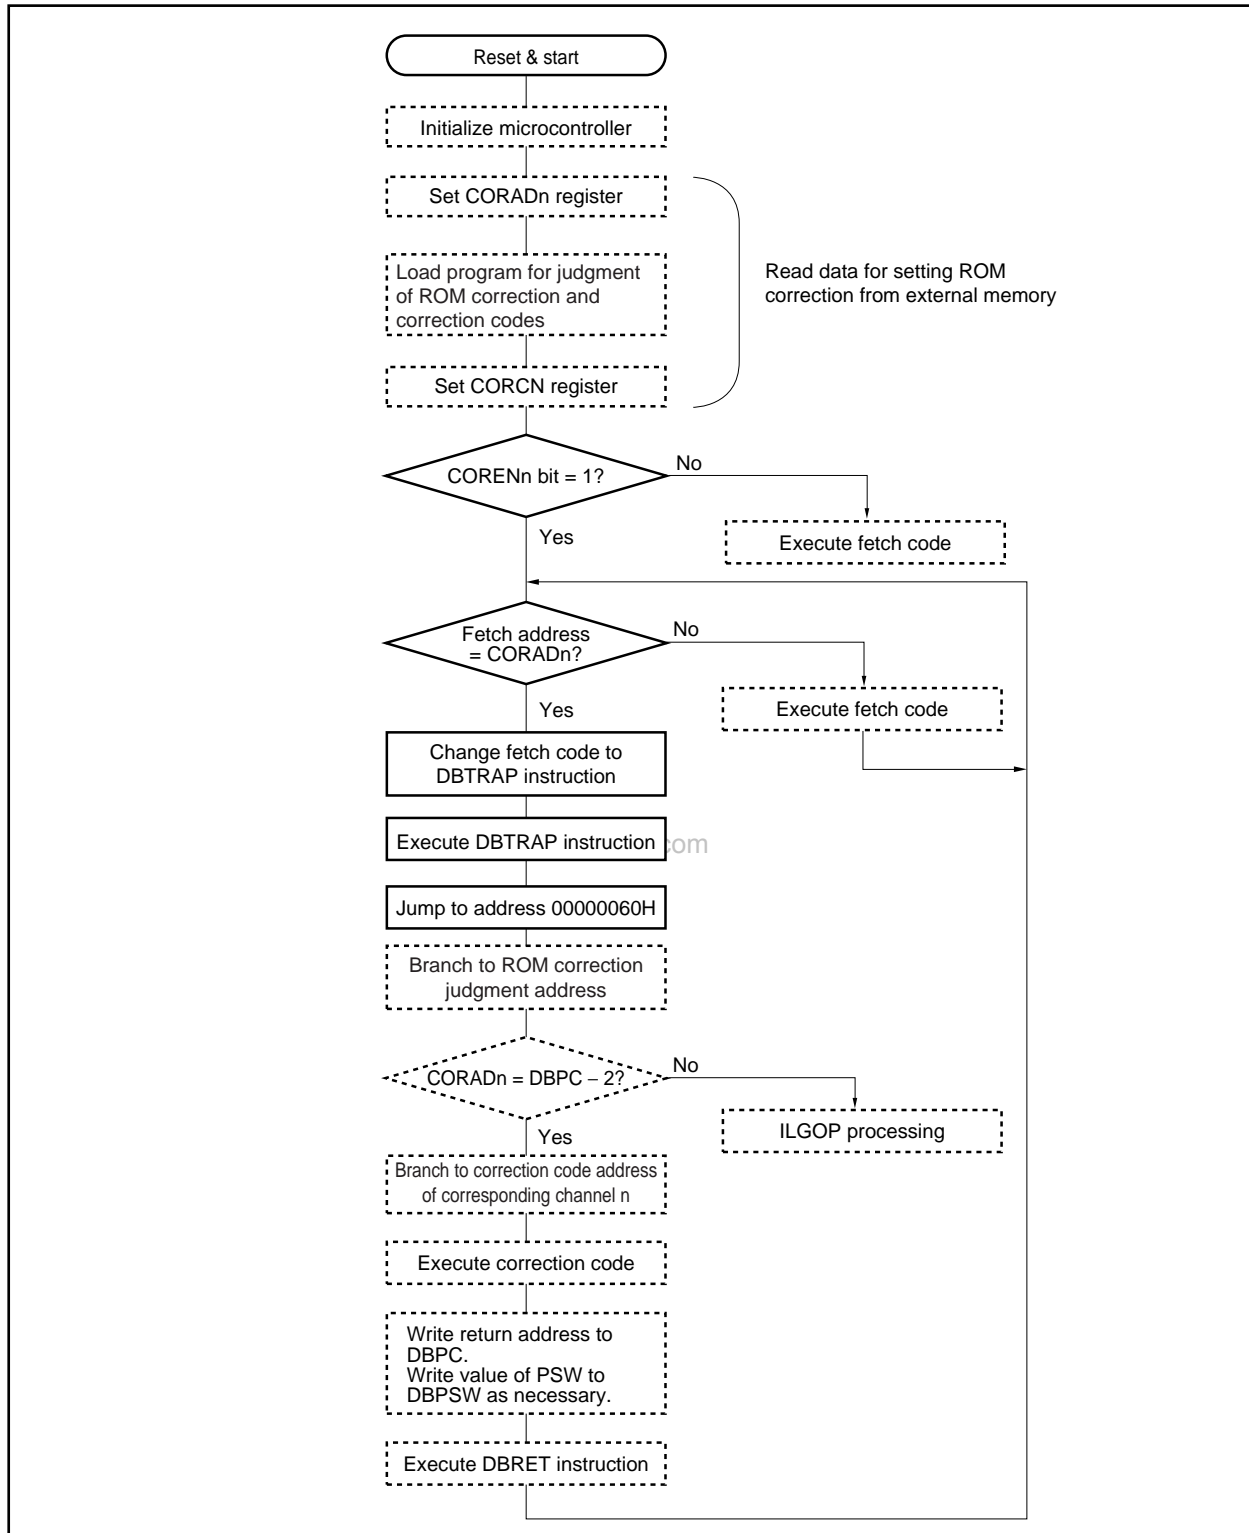 Reset & start
Initialize microcontroller
Set CORADn register
Load program for judgment
of ROM correction and
correction codes
Read data for setting ROM
correction from external memory
Set CORCN register
CORENn bit = 1?
No
Yes
Execute fetch code
Fetch address
= CORADn?
No
Yes
Execute fetch code
Change fetch code to
DBTRAP instruction
Execute DBTRAP instruction
com
Jump to address 00000060H
Branch to ROM correction
judgment address
CORADn = DBPC − 2?
No
Yes
ILGOP processing
Branch to correction code address
of corresponding channel n
Execute correction code
Write return address to
DBPC.
Write value of PSW to
DBPSW as necessary.
Execute DBRET instruction